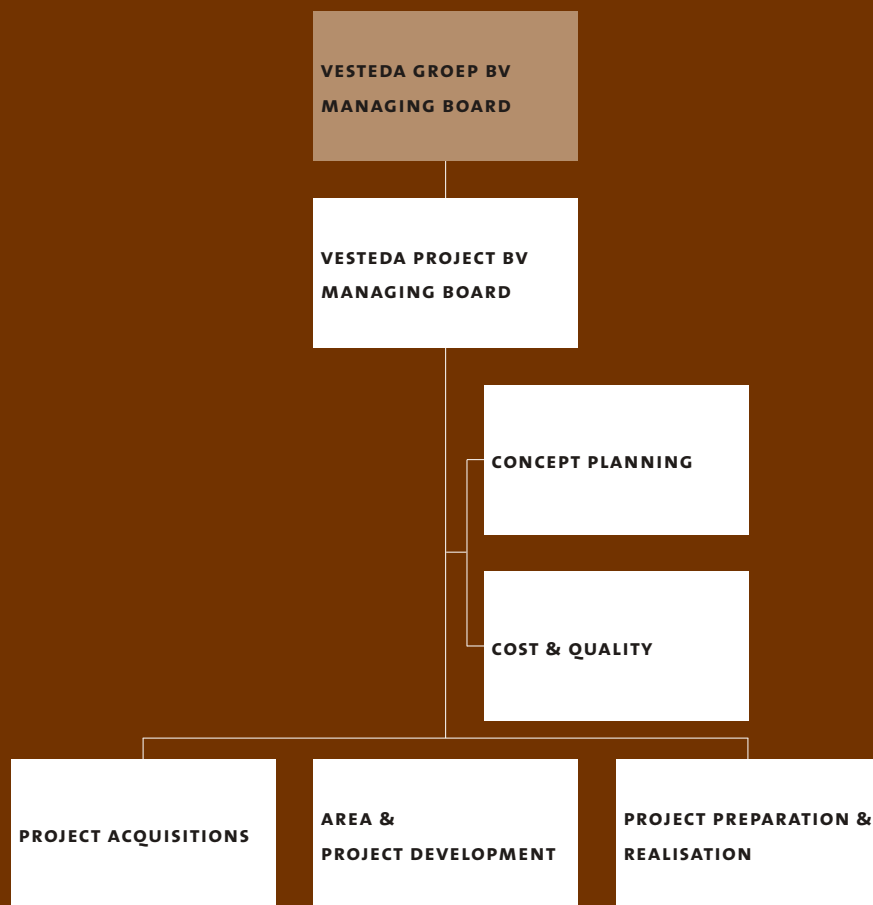 VESTEDA GROEP BV
MANAGING BOARD
VESTEDA PROJECT BV
MANAGING BOARD
CONCEPT PLANNING
COST & QUALITY
PROJECT ACQUISITIONS
AREA &
PROJECT DEVELOPMENT
PROJECT PREPARATION &
REALISATION